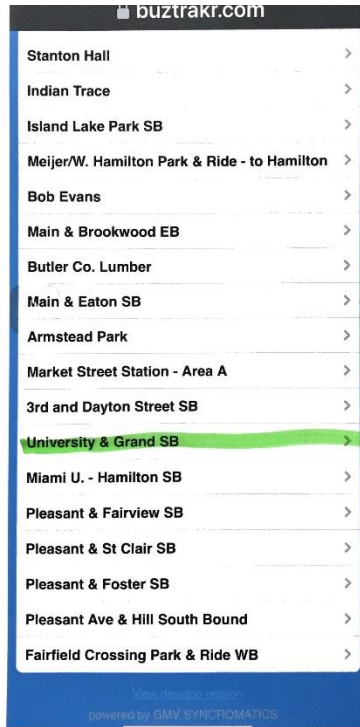 buztrakr.com
Stanton Hall
Indian Trace
Island Lake Park SB
Meijer/W. Hamilton Park & Ride - to Hamilton
Bob Evans
Main & Brookwood EB
Butler Co. Lumber
Main & Eaton SB
Armstead Park
Market Street Station - Area A
3rd and Dayton Street SB
University & Grand SB
Miami U. - Hamilton SB
Pleasant & Fairview SB
Pleasant & St Clair SB
Pleasant & Foster SB
Pleasant Ave & Hill South Bound
Fairfield Crossing Park & Ride WB
View desktop version
powered by GMV SYNCROMATICS